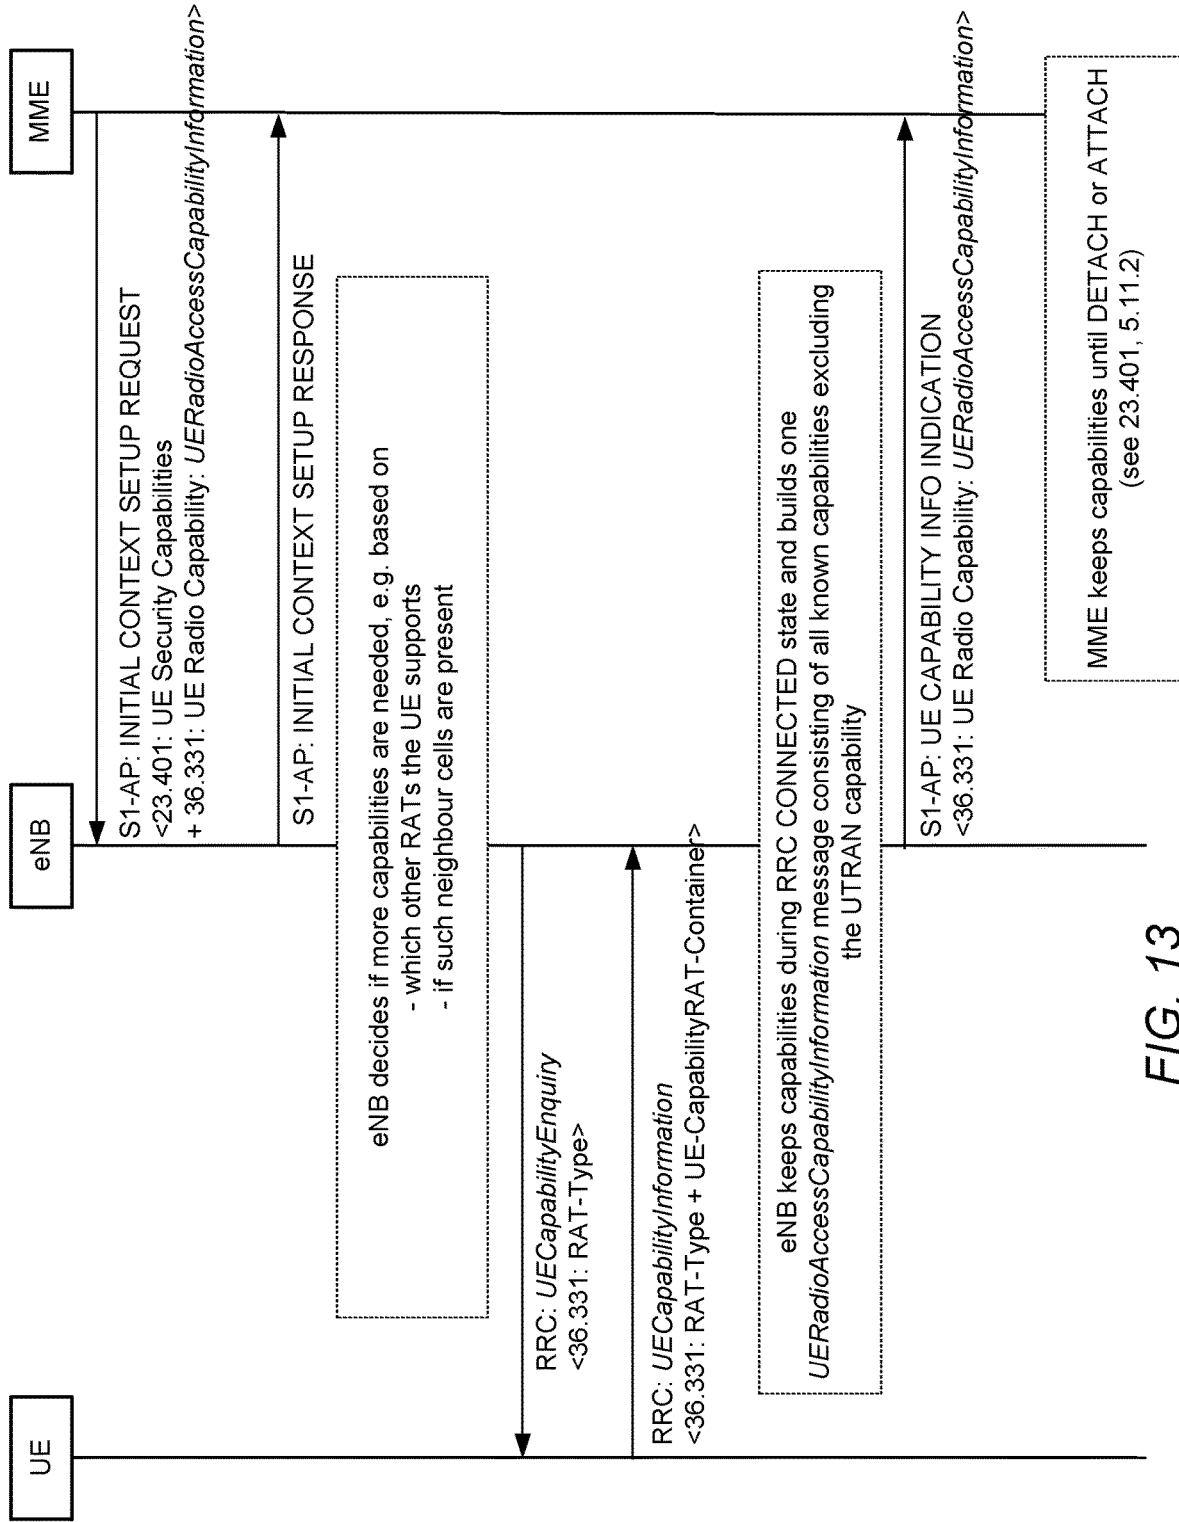 UE
eNB
MME
S1-AP: INITIAL CONTEXT SETUP REQUEST
<23.401: UE Security Capabilities
+ 36.331: UE Radio Capability: UERadioAccessCapabilityInformation>
S1-AP: INITIAL CONTEXT SETUP RESPONSE
eNB decides if more capabilities are needed, e.g. based on
- which other RATs the UE supports
- if such neighbour cells are present
RRC: UECapabilityEnquiry
<36.331: RAT-Type>
RRC: UECapabilityInformation
<36.331: RAT-Type + UE-CapabilityRAT-Container>
eNB keeps capabilities during RRC CONNECTED state and builds one
UERadioAccessCapabilityInformation message consisting of all known capabilities excluding
the UTRAN capability
S1-AP: UE CAPABILITY INFO INDICATION
<36.331: UE Radio Capability: UERadioAccessCapabilityInformation>
MME keeps capabilities until DETACH or ATTACH
(see 23.401, 5.11.2)
FIG. 13